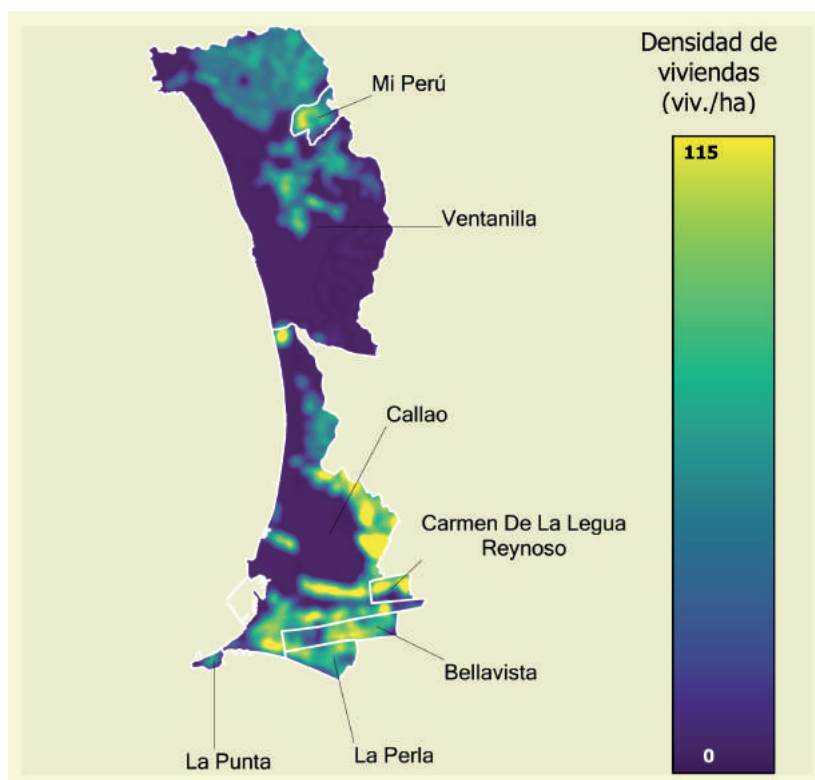 Densidad de
viviendas
(viv./ha)
115
Mi Perú
Ventanilla
Callao
Carmen De La Legua
Reynoso
Bellavista
La Perla
La Punta
0